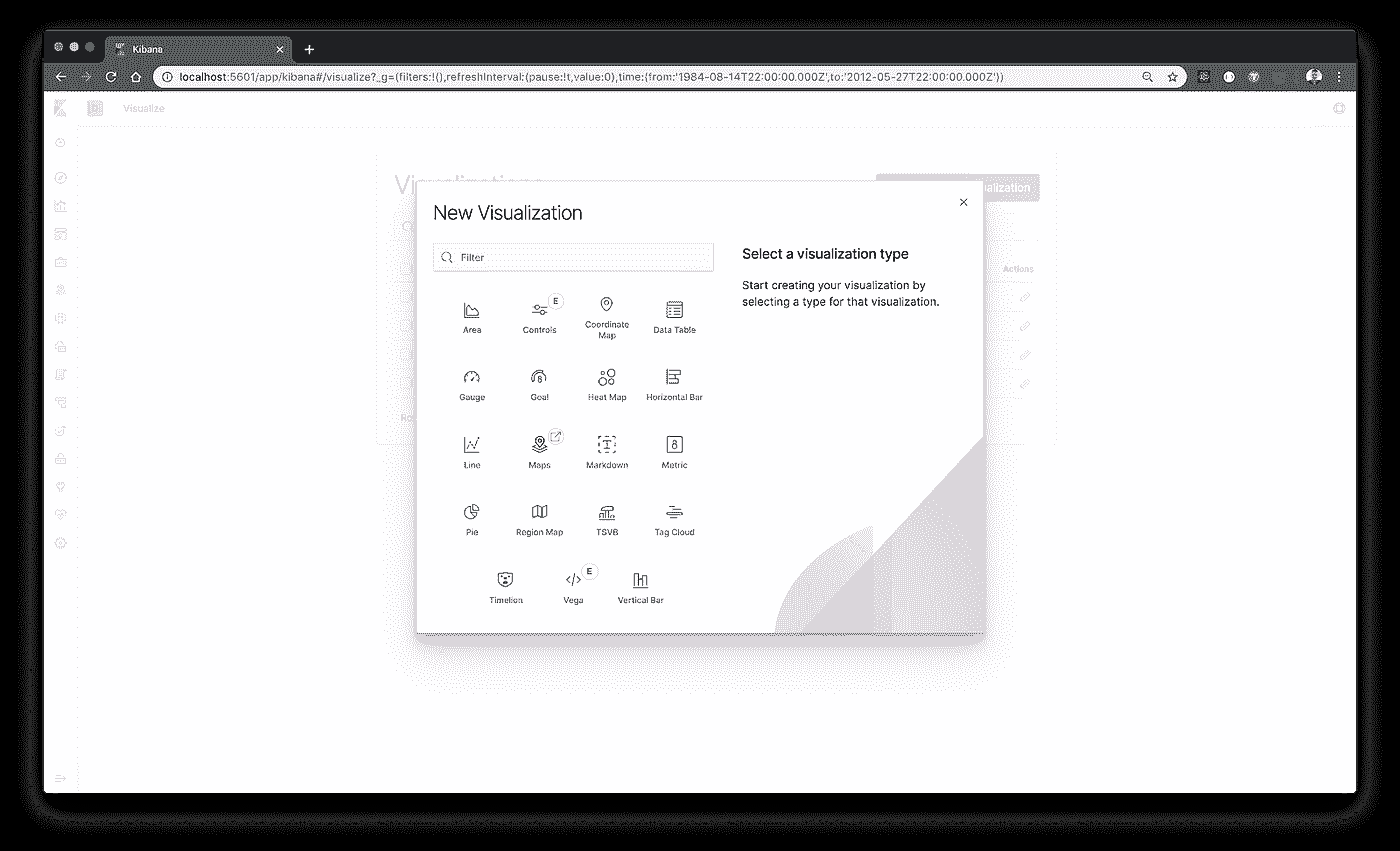 Kibana
localhost:5601/app/kibana#/visualize?_g=(filters:!(),refreshInterval:(pause:!t,value:0),time:(from:'1984-08-14T22:00:00.000Z',to:'2012-05-27T22:00:00.000Z'))
Visualize
New Visualization
Filter
Select a visualization type
Start creating your visualization by
selecting a type for that visualization.
Actions
E
Area
Controls
Coordinate
Map
Data Table
Gauge
Goal
Heat Map
Horizontal Bar
Line
Maps
Markdown
Metric
Pie
Region Map
TSVB
Tag Cloud
E
Timelion
Vega
Vertical Bar